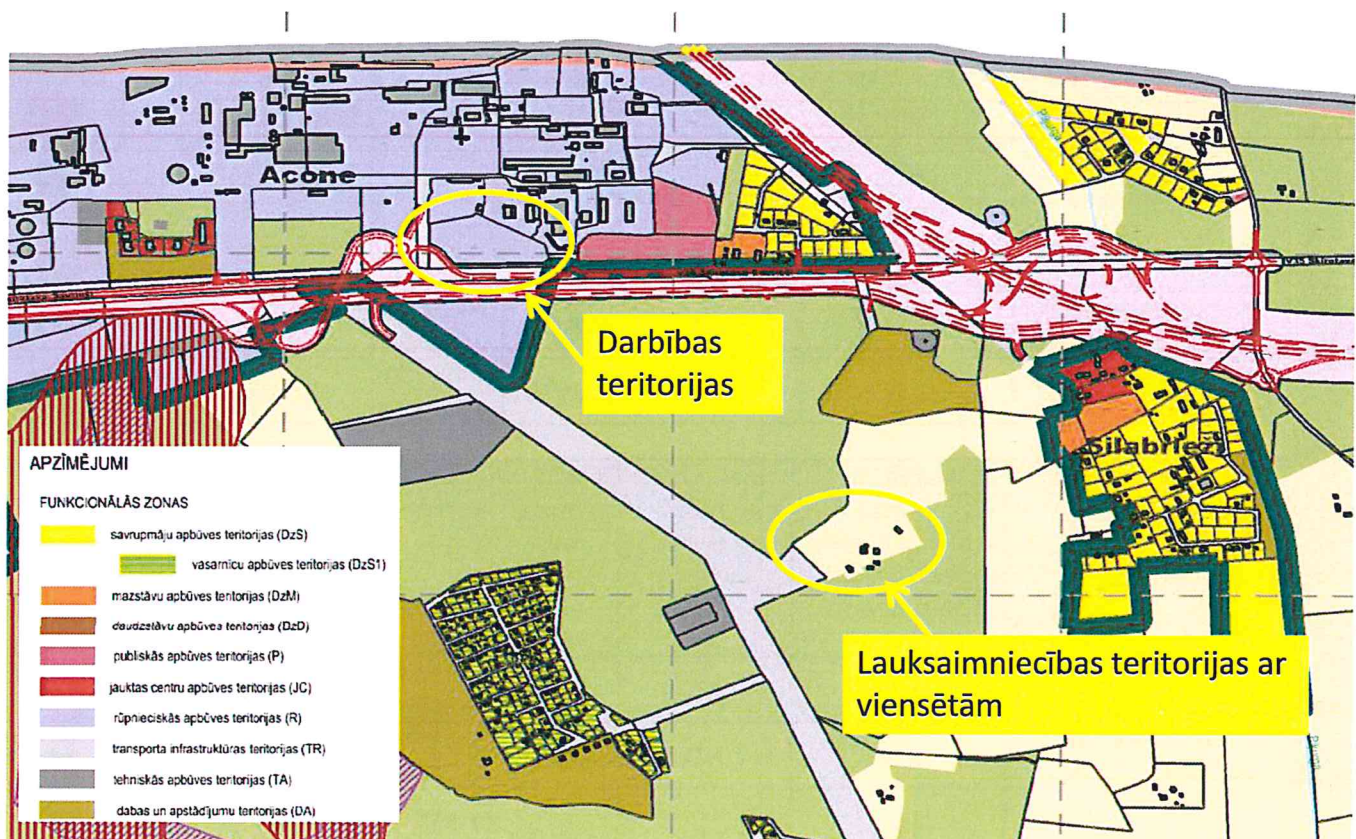 Acone
Darbības
teritorijas
Silabrieži
Lauksaimniecības teritorijas ar
viensētām
APZĪMĒJUMI
FUNKCIONĀLĀS ZONAS
savrupmāju apbūves teritorijas (DzS)
vasarnīcu apbūves teritorijas (DzS1)
mazstāvu apbūves teritorijas (DzM)
daudzstāvu apbūves teritorijas (DzD)
publiskās apbūves teritorijas (P)
jauktas centru apbūves teritorijas (JC)
rūpnieciskās apbūves teritorijas (R)
transporta infrastruktūras teritorijas (TR)
tehniskās apbūves teritorijas (TA)
dabas un apstādījumu teritorijas (DA)